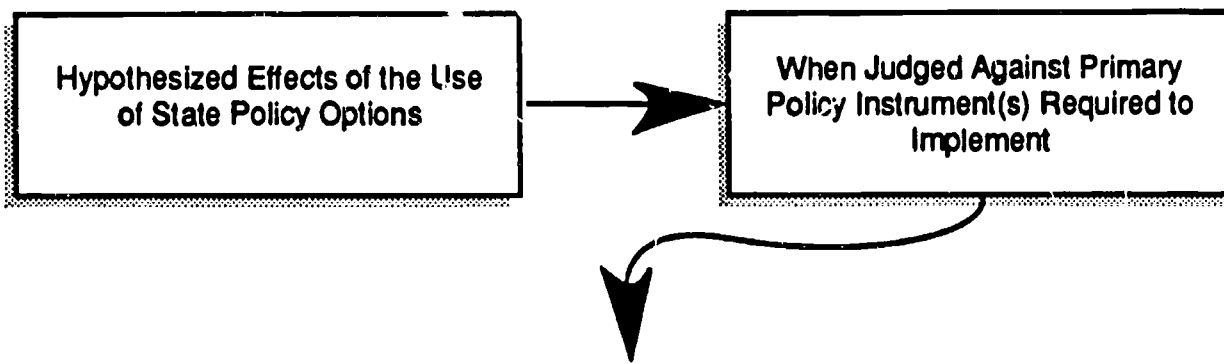 Hypothesized Effects of the Use
of State Policy Options
When Judged Against Primary
Policy Instrument(s) Required to
Implement